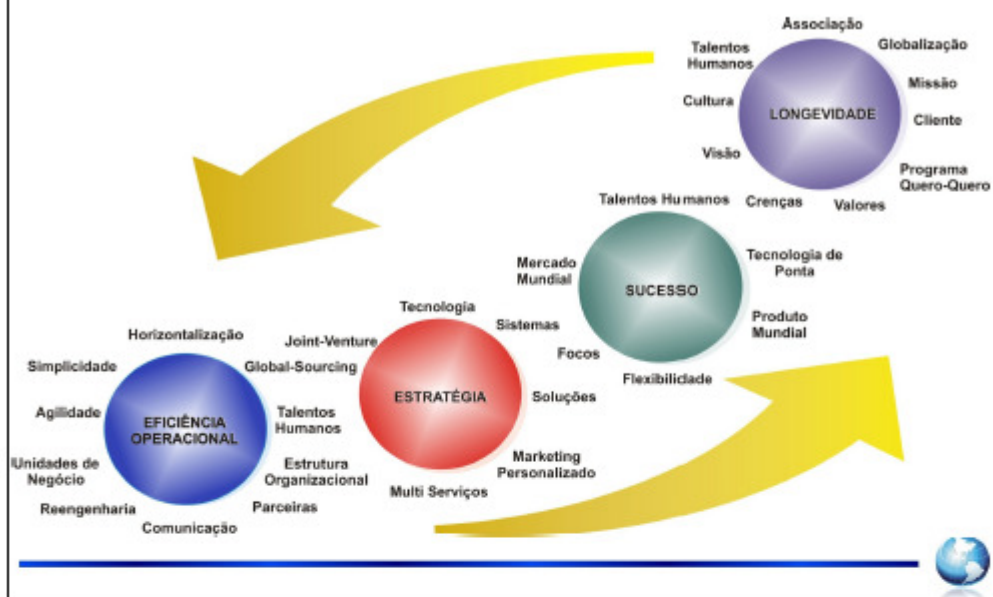 Associação
Talentos
Humanos
Globalização
Missão
Cultura
LONGEVIDADE
Cliente
Visão
Programa
Quero-Quero
Crenças
Valores
Talentos Humanos
Mercado
Mundial
Tecnologia de
Ponta
SUCESSO
Produto
Mundial
Focos
Flexibilidade
Tecnologia
Joint-Venture
Sistemas
Global-Sourcing
ESTRATÉGIA
Soluções
Marketing
Personalizado
Multi Serviços
Horizontalização
Simplicidade
Agilidade
EFICIÊNCIA
OPERACIONAL
Talentos
Humanos
Unidades de
Negócio
Estrutura
Organizacional
Reengenharia
Parceiras
Comunicação